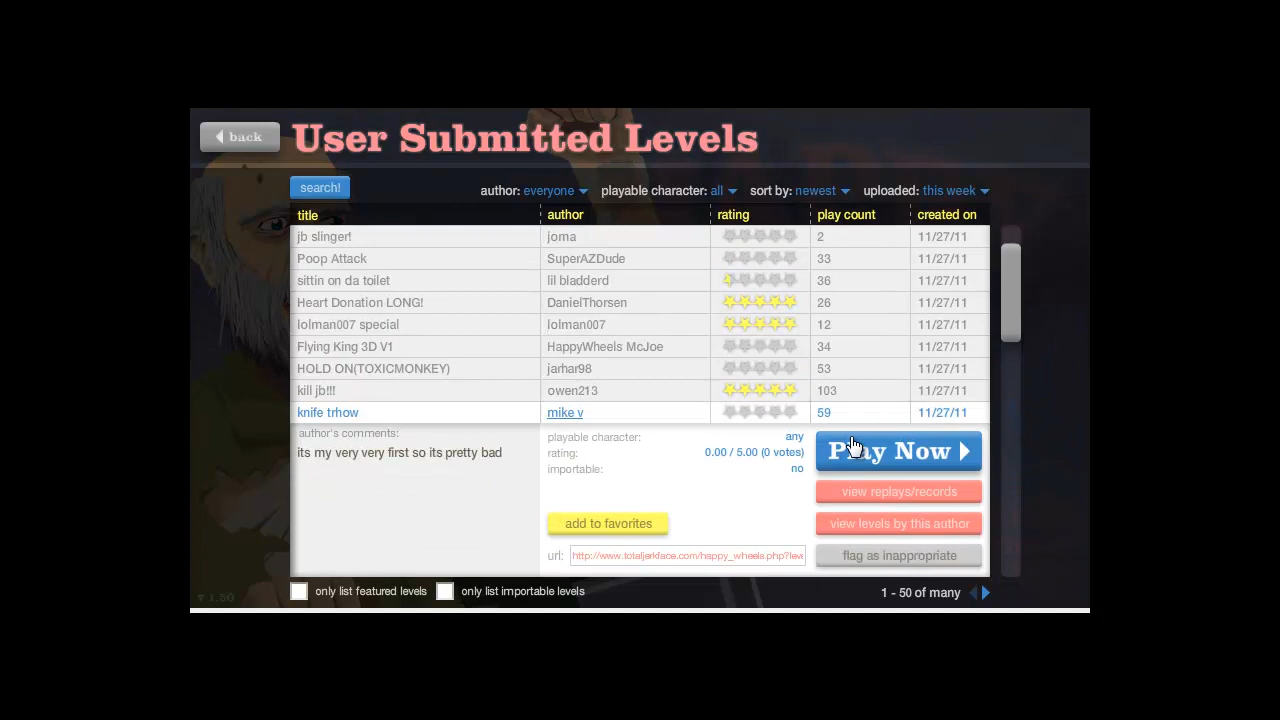 back
User Submitted Levels
search!
author: everyone playable character: all sort by: newest uploaded: this week
title author rating play count created on
jb slinger! joma 2 11/27/11
Poop Attack SuperAZDude 33 11/27/11
sittin on da toilet lil bladderd 36 11/27/11
Heart Donation LONG! DanielThorsen 26 11/27/11
lolman007 special lolman007 12 11/27/11
Flying King 3D V1 HappyWheels McJoe 34 11/27/11
HOLD ON(TOXICMONKEY) jarhar98 53 11/27/11
kill jb!!! owen213 103 11/27/11
knife trhow mike v 59 11/27/11
author's comments:
its my very very first so its pretty bad
playable character: any
rating: 0.00 / 5.00 (0 votes)
importable: no
add to favorites
url: http://www.totaljerkface.com/happy_wheels.php?leve
Play Now
view replays/records
view levels by this author
flag as inappropriate
only list featured levels only list importable levels
1 - 50 of many
v 1.50